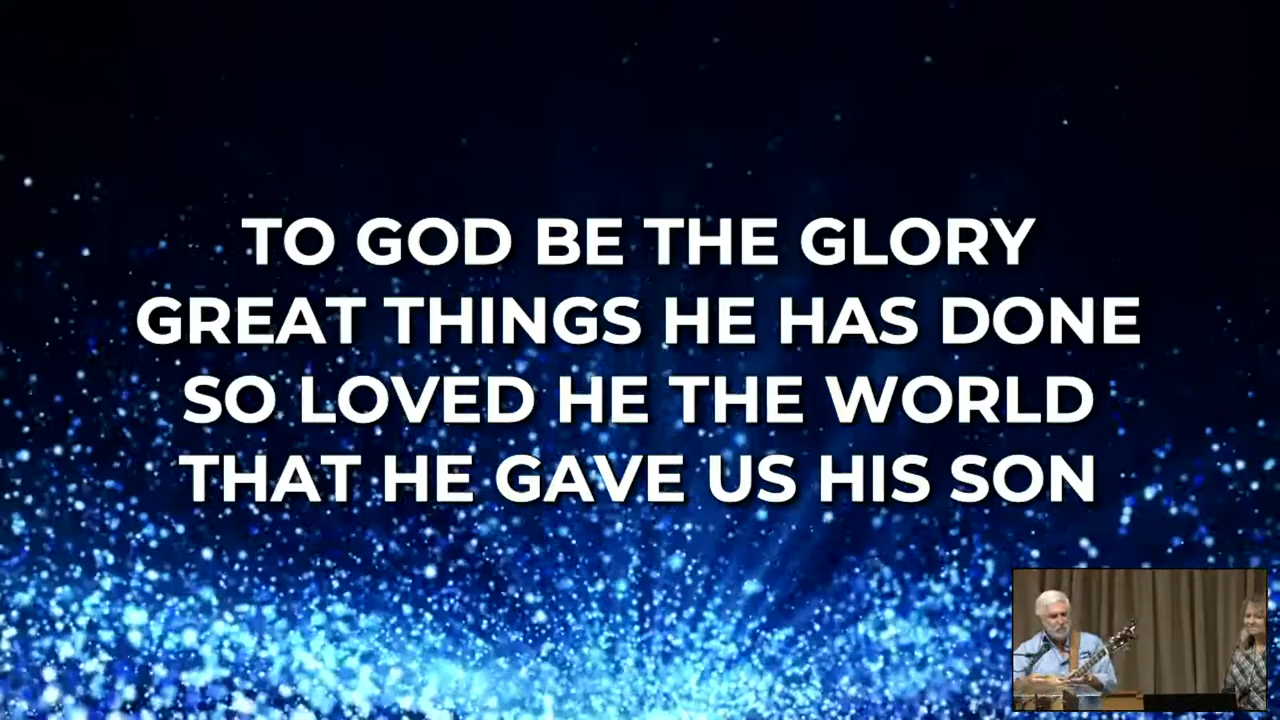 TO GOD BE THE GLORY
GREAT THINGS HE HAS DONE
SO LOVED HE THE WORLD
THAT HE GAVE US HIS SON